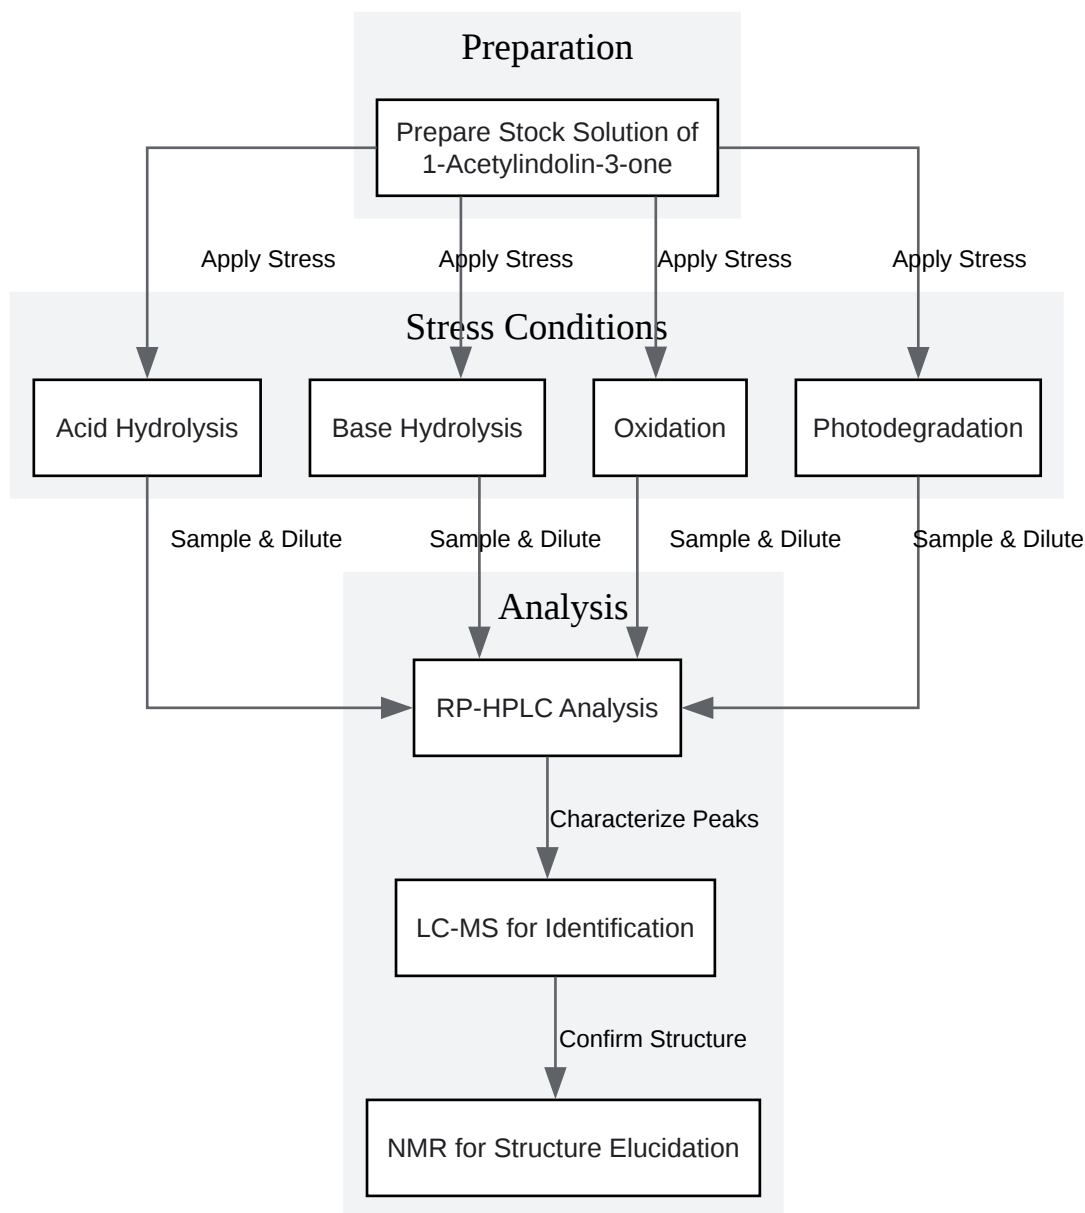 Preparation
Prepare Stock Solution of
1-Acetylindolin-3-one
Apply Stress
Apply Stress
Apply Stress
Apply Stress
Stress Conditions
Acid Hydrolysis
Base Hydrolysis
Oxidation
Photodegradation
Sample & Dilute
Sample & Dilute
Sample & Dilute
Sample & Dilute
Analysis
RP-HPLC Analysis
Characterize Peaks
LC-MS for Identification
Confirm Structure
NMR for Structure Elucidation